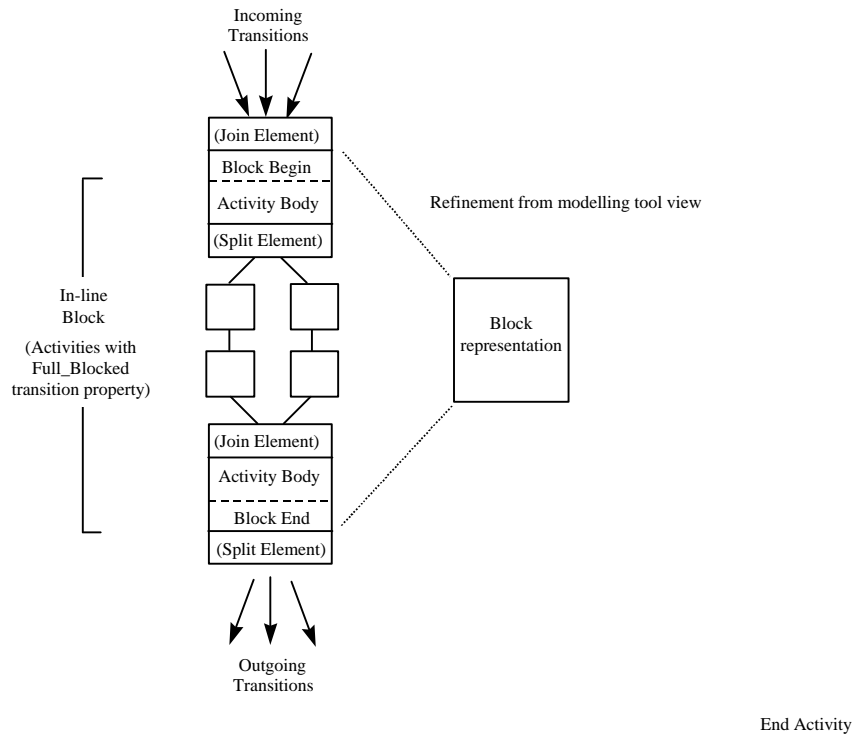 Incoming
Transitions
(Join Element)
Block Begin
Activity Body
(Split Element)
Refinement from modelling tool view
In-line
Block
(Activities with
Full_Blocked
transition property)
Block
representation
(Join Element)
Activity Body
Block End
(Split Element)
Outgoing
Transitions
End Activity